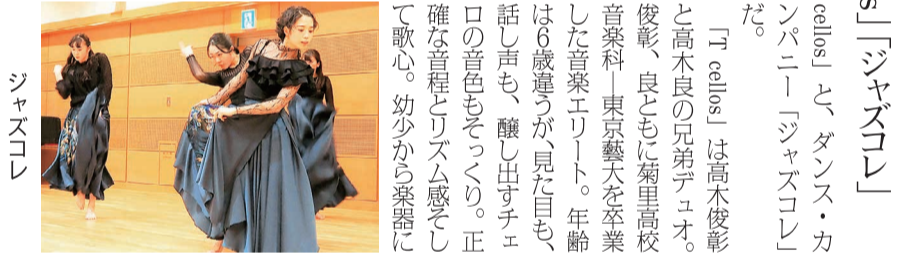 s」「ジャズコレ」
cellos」と、ダンス・カ
ンパニー「ジャズコレ」
だ。
「T cellos」は高木俊彰
と高木良の兄弟デュオ。
俊彰、良ともに菊里高校
音楽科―東京藝大を卒業
した音楽エリート。年齢
は6歳違うが、見た目も、
話し声も、醸し出すチェ
ロの音色もそっくり。正
確な音程とリズム感そし
て歌心。幼少から楽器に
ジャズコレ